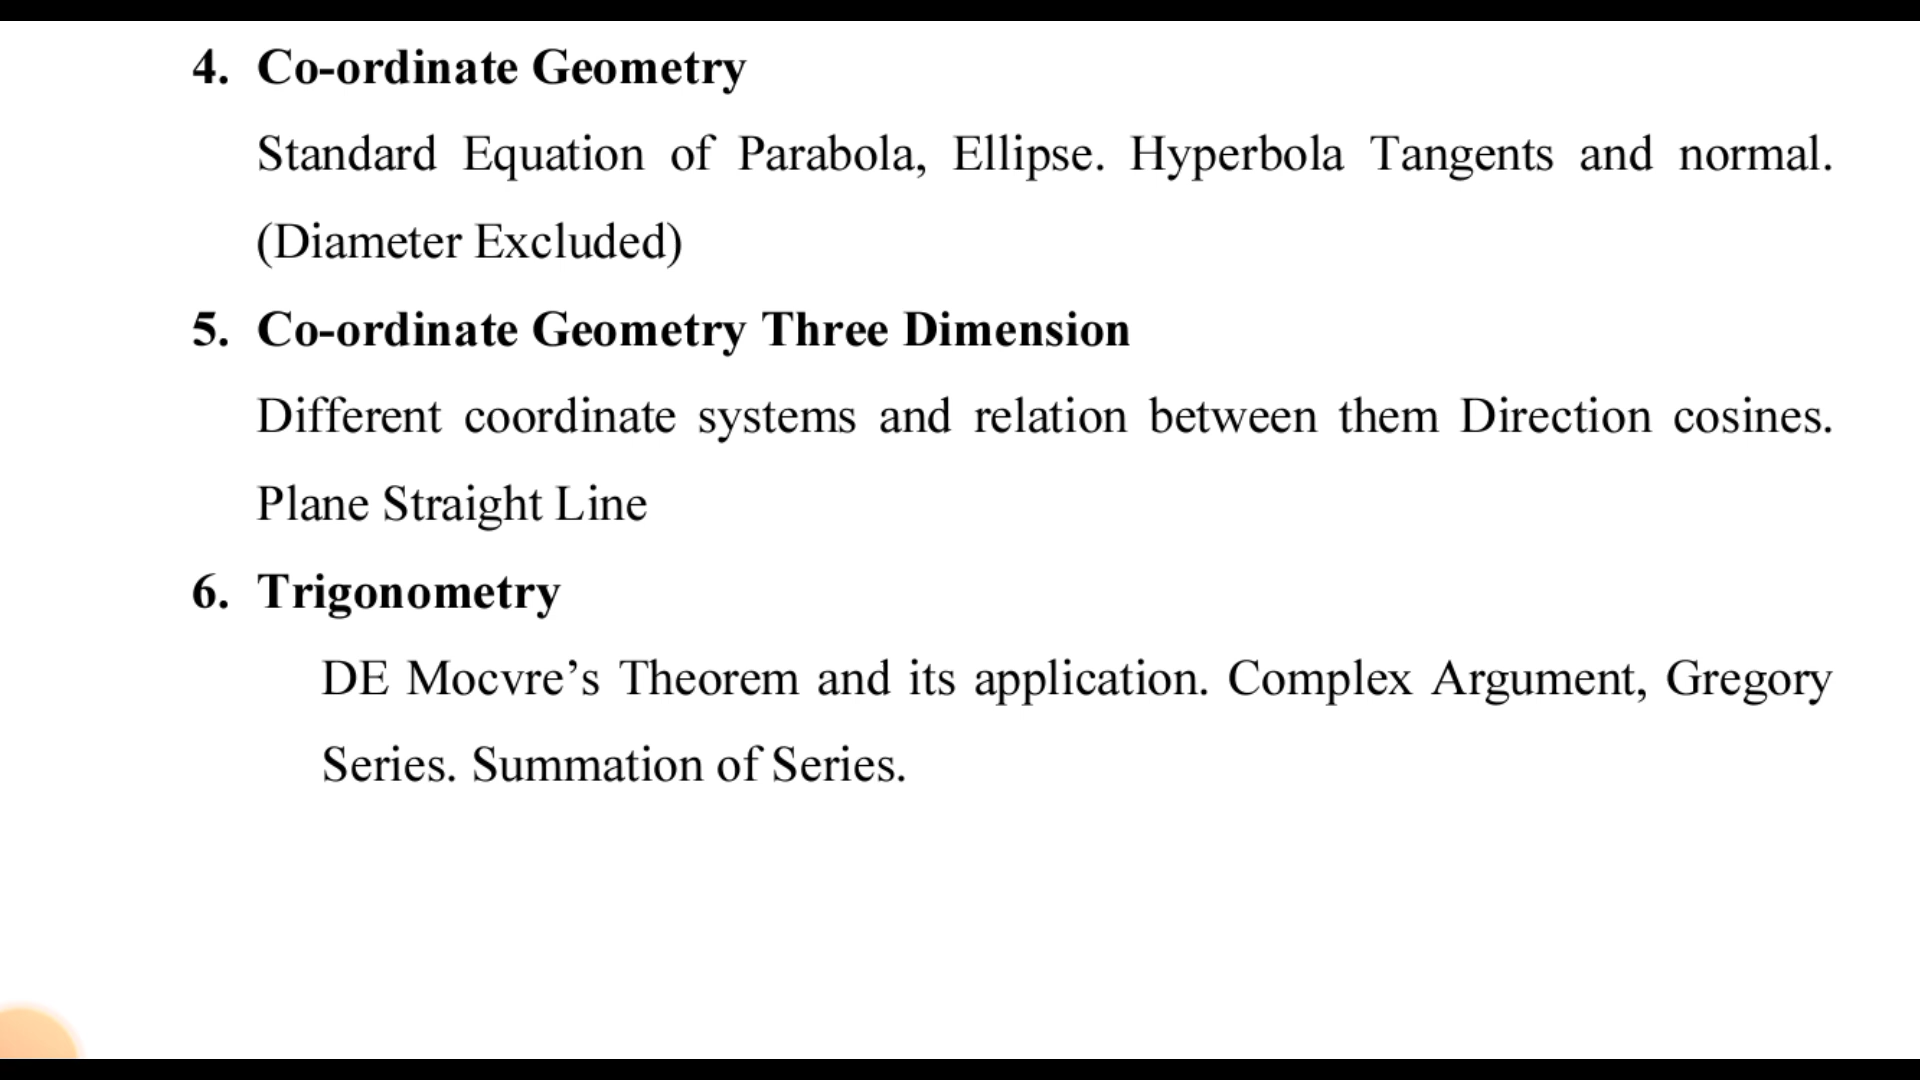 4. Co-ordinate Geometry
Standard Equation of Parabola, Ellipse. Hyperbola Tangents and normal.
(Diameter Excluded)
5. Co-ordinate Geometry Three Dimension
Different coordinate systems and relation between them Direction cosines.
Plane Straight Line
6. Trigonometry
DE Mocvre’s Theorem and its application. Complex Argument, Gregory
Series. Summation of Series.